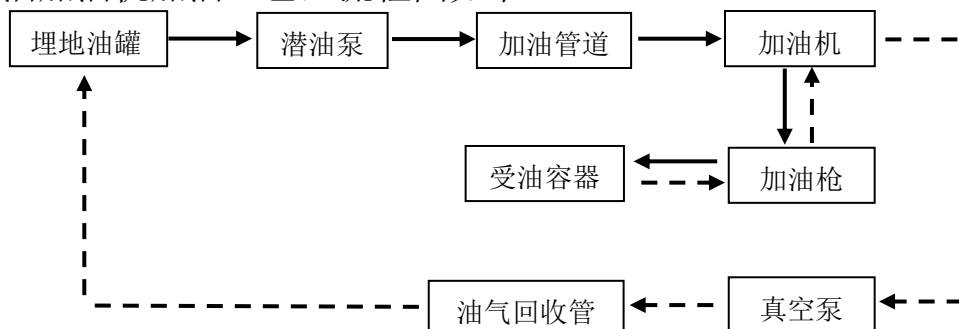 埋地油罐
潜油泵
加油管道
加油机
受油容器
加油枪
油气回收管
真空泵